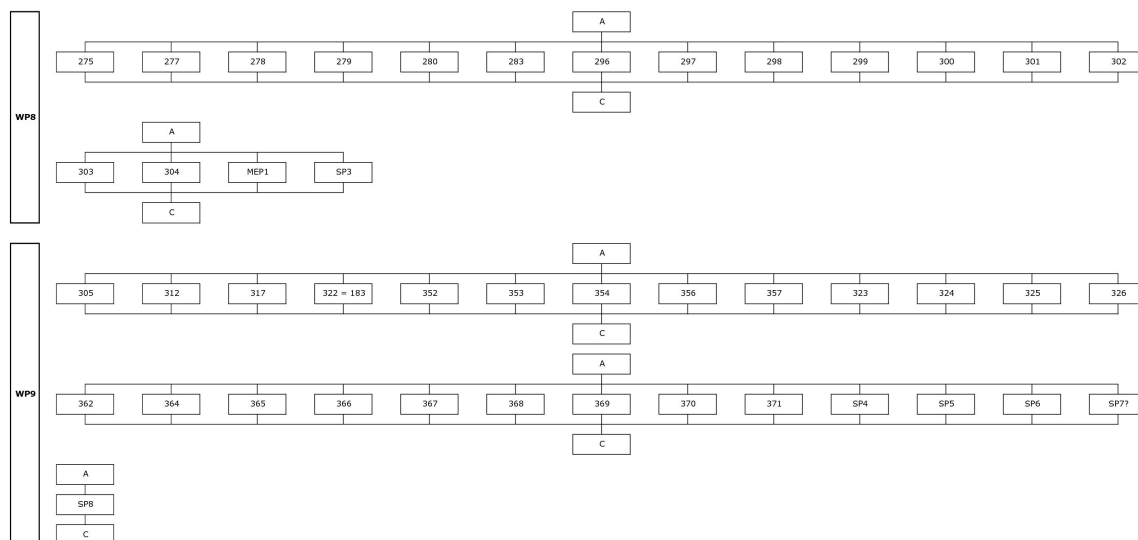 WP8
A
275 277 278 279 280 283 296 297 298 299 300 301 302
C
A
303 304 MEP1 SP3
C
WP9
A
305 312 317 322 = 183 352 353 354 356 357 323 324 325 326
C
A
362 364 365 366 367 368 369 370 371 SP4 SP5 SP6 SP7?
C
A
SP8
C